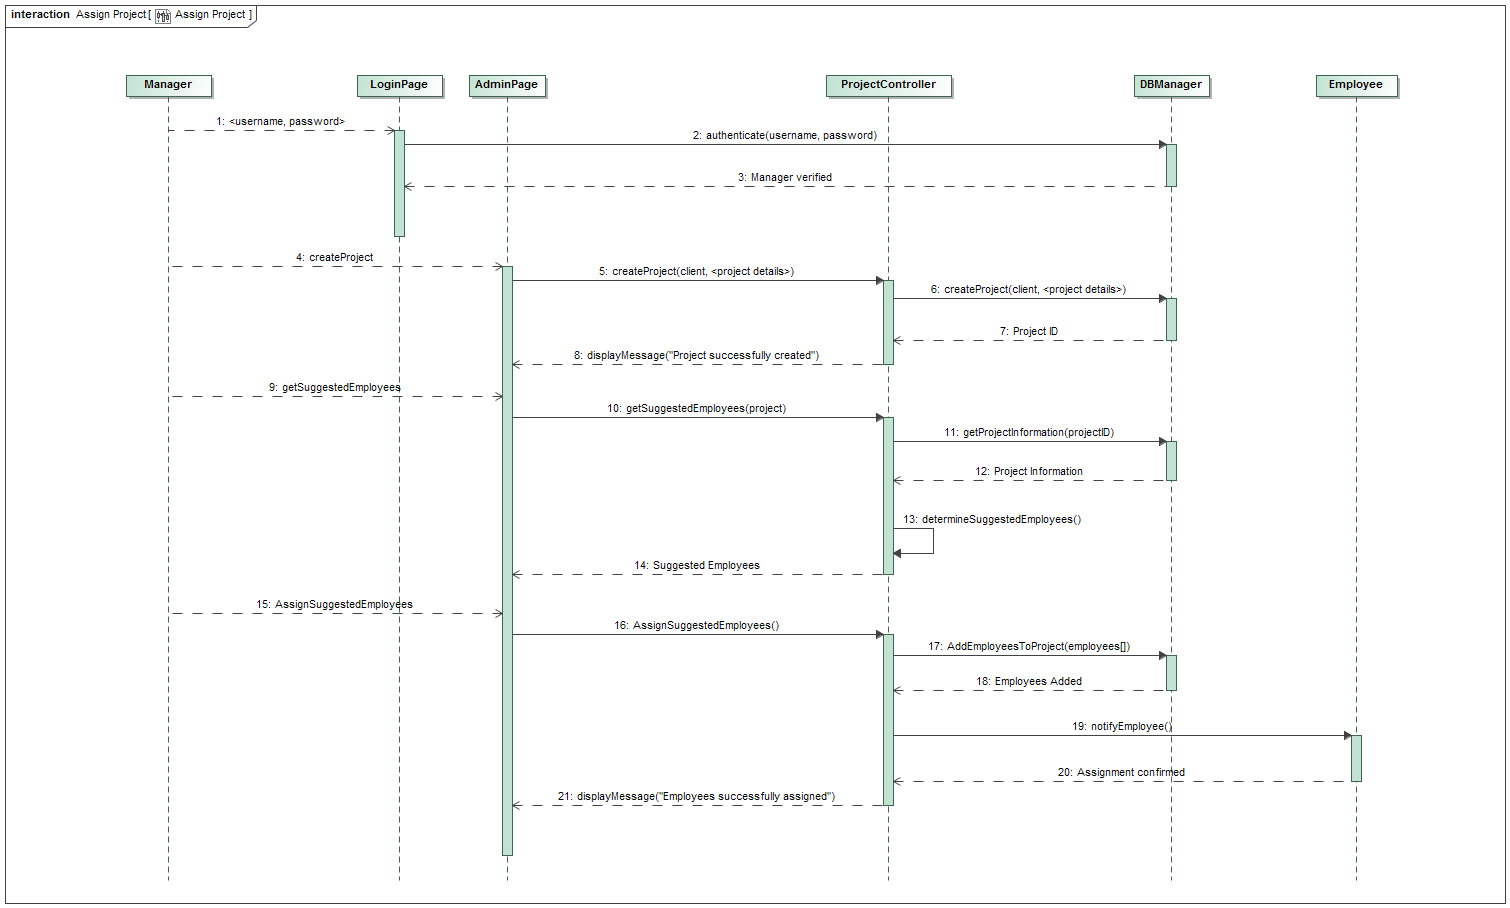 interaction Assign Project [ Assign Project ]
Manager
LoginPage
AdminPage
ProjectController
DBManager
Employee
1: <username, password>
2: authenticate(username, password)
3: Manager verified
4: createProject
5: createProject(client, <project details>)
6: createProject(client, <project details>)
7: Project ID
8: displayMessage("Project successfully created")
9: getSuggestedEmployees
10: getSuggestedEmployees(project)
11: getProjectInformation(projectID)
12: Project Information
13: determineSuggestedEmployees()
14: Suggested Employees
15: AssignSuggestedEmployees
16: AssignSuggestedEmployees()
17: AddEmployeesToProject(employees[])
18: Employees Added
19: notifyEmployee()
20: Assignment confirmed
21: displayMessage("Employees successfully assigned")